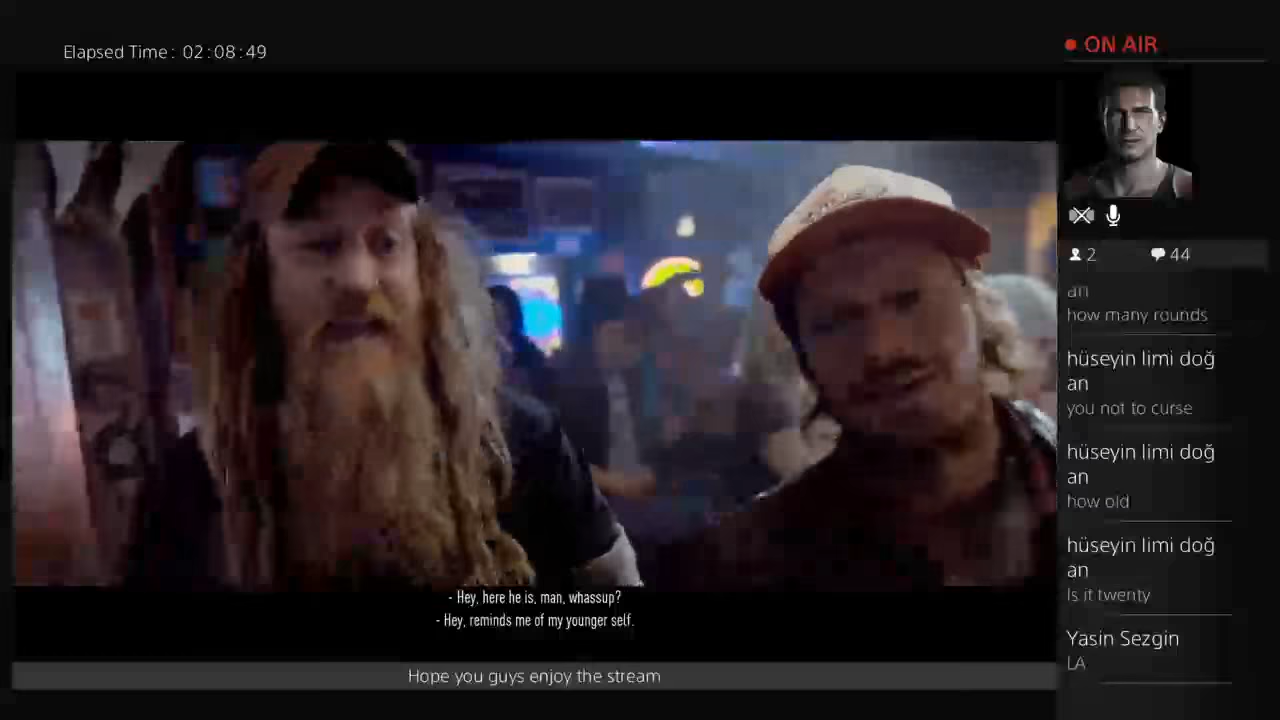 Elapsed Time: 02:08:49
ON AIR
2
44
an
how many rounds
hüseyin limi doğ
an
you not to curse
hüseyin limi doğ
an
how old
hüseyin limi doğ
an
Is it twenty
Yasin Sezgin
LA
- Hey, here he is, man, whassup?
- Hey, reminds me of my younger self.
Hope you guys enjoy the stream